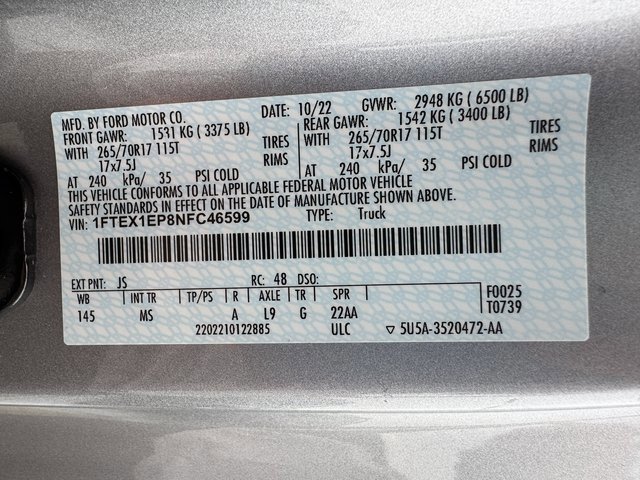 MFD. BY FORD MOTOR CO. DATE: 10/22 GVWR: 2948 KG ( 6500 LB)
FRONT GAWR: 1531 KG ( 3375 LB) REAR GAWR: 1542 KG ( 3400 LB)
WITH 265/70R17 115T TIRES WITH 265/70R17 115T TIRES
17x7.5J RIMS 17x7.5J RIMS
AT 240 kPa/ 35 PSI COLD AT 240 kPa/ 35 PSI COLD
THIS VEHICLE CONFORMS TO ALL APPLICABLE FEDERAL MOTOR VEHICLE
SAFETY STANDARDS IN EFFECT ON THE DATE OF MANUFACTURE SHOWN ABOVE.
VIN: 1FTEX1EP8NFC46599 TYPE: Truck
EXT PNT: JS RC: 48 DSO:
WB INT TR TP/PS R AXLE TR SPR F0025
145 MS A L9 G 22AA T0739
2202210122885 ULC ▽ 5U5A-3520472-AA